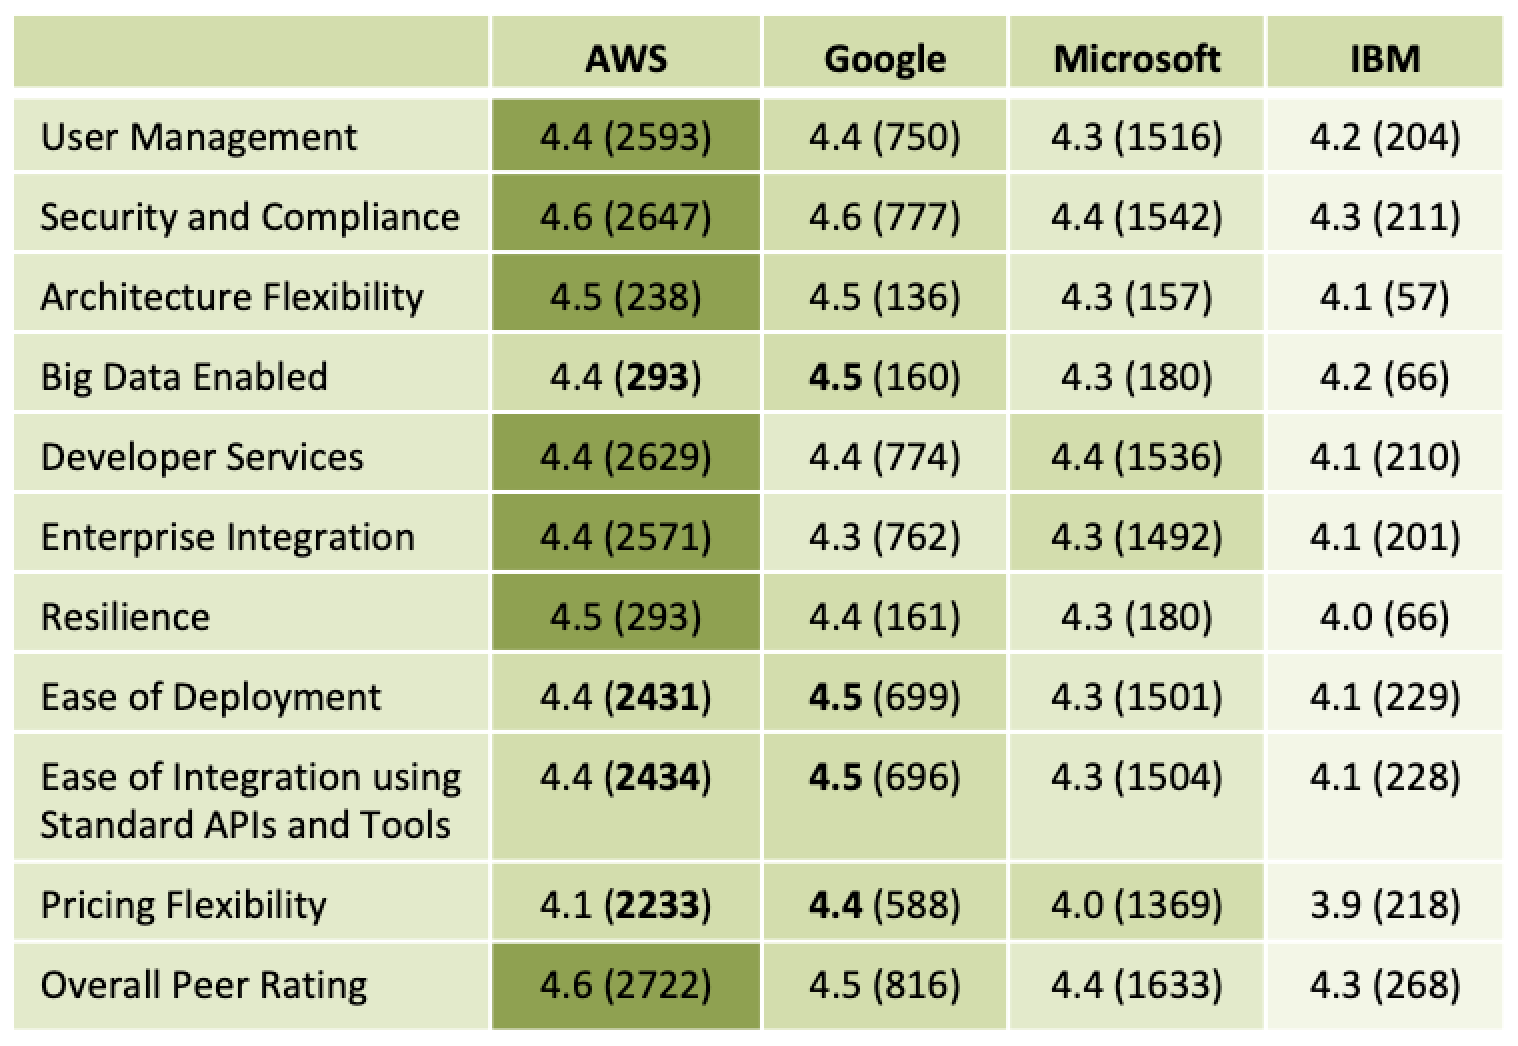 AWS Google Microsoft IBM
User Management 4.4 (2593) 4.4 (750) 4.3 (1516) 4.2 (204)
Security and Compliance 4.6 (2647) 4.6 (777) 4.4 (1542) 4.3 (211)
Architecture Flexibility 4.5 (238) 4.5 (136) 4.3 (157) 4.1 (57)
Big Data Enabled 4.4 (293) 4.5 (160) 4.3 (180) 4.2 (66)
Developer Services 4.4 (2629) 4.4 (774) 4.4 (1536) 4.1 (210)
Enterprise Integration 4.4 (2571) 4.3 (762) 4.3 (1492) 4.1 (201)
Resilience 4.5 (293) 4.4 (161) 4.3 (180) 4.0 (66)
Ease of Deployment 4.4 (2431) 4.5 (699) 4.3 (1501) 4.1 (229)
Ease of Integration using 4.4 (2434) 4.5 (696) 4.3 (1504) 4.1 (228)
Standard APIs and Tools
Pricing Flexibility 4.1 (2233) 4.4 (588) 4.0 (1369) 3.9 (218)
Overall Peer Rating 4.6 (2722) 4.5 (816) 4.4 (1633) 4.3 (268)